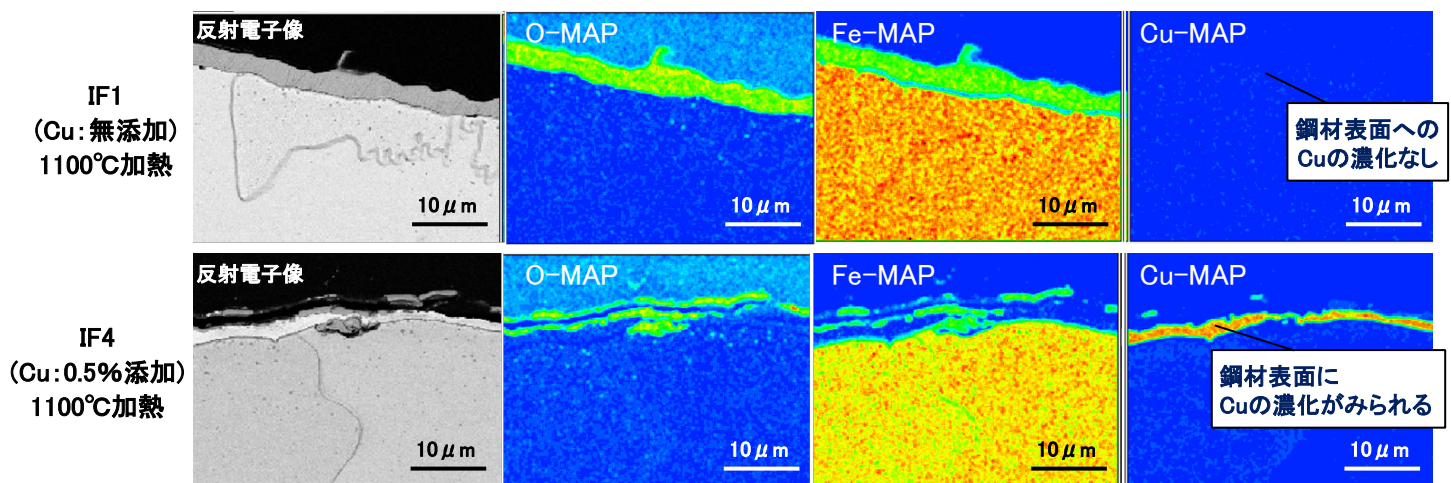 反射電子像
O-MAP
Fe-MAP
Cu-MAP
IF1
(Cu:無添加)
1100℃加熱
鋼材表面への
Cuの濃化なし
10μm
10μm
10μm
10μm
反射電子像
O-MAP
Fe-MAP
Cu-MAP
IF4
(Cu:0.5%添加)
1100℃加熱
鋼材表面に
Cuの濃化がみられる
10μm
10μm
10μm
10μm